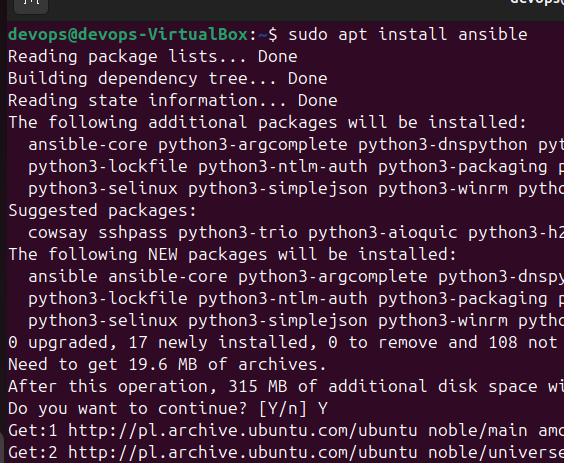 devops@devops-VirtualBox:~$ sudo apt install ansible
Reading package lists... Done
Building dependency tree... Done
Reading state information... Done
The following additional packages will be installed:
  ansible-core python3-argcomplete python3-dnspython pyt
  python3-lockfile python3-ntlm-auth python3-packaging p
  python3-selinux python3-simplejson python3-winrm pytho
Suggested packages:
  cowsay sshpass python3-trio python3-aioquic python3-h2
The following NEW packages will be installed:
  ansible ansible-core python3-argcomplete python3-dnspy
  python3-lockfile python3-ntlm-auth python3-packaging p
  python3-selinux python3-simplejson python3-winrm pytho
0 upgraded, 17 newly installed, 0 to remove and 108 not
Need to get 19.6 MB of archives.
After this operation, 315 MB of additional disk space wi
Do you want to continue? [Y/n] Y
Get:1 http://pl.archive.ubuntu.com/ubuntu noble/main amd
Get:2 http://pl.archive.ubuntu.com/ubuntu noble/universe